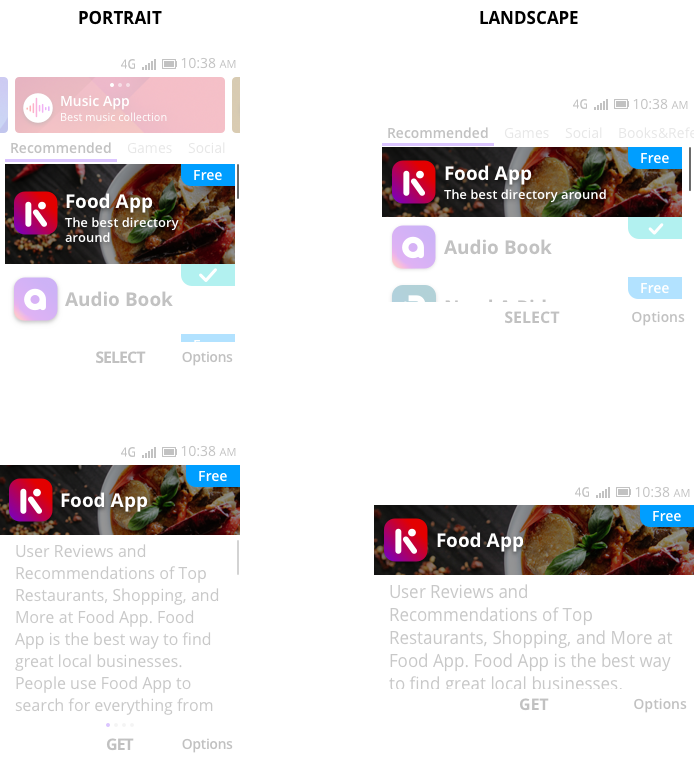 PORTRAIT
LANDSCAPE
4G 10:38 AM
Music App
Best music collection
Recommended Games Social
Free
Food App
The best directory
around
Audio Book
SELECT Options
4G 10:38 AM
Recommended Games Social Books&Refe
Free
Food App
The best directory around
Audio Book
Free
SELECT Options
4G 10:38 AM
Free
Food App
User Reviews and
Recommendations of Top
Restaurants, Shopping, and
More at Food App. Food
App is the best way to find
great local businesses.
People use Food App to
search for everything from
GET Options
4G 10:38 AM
Free
Food App
User Reviews and
Recommendations of Top
Restaurants, Shopping, and More at
Food App. Food App is the best way
to find great local businesses.
GET Options